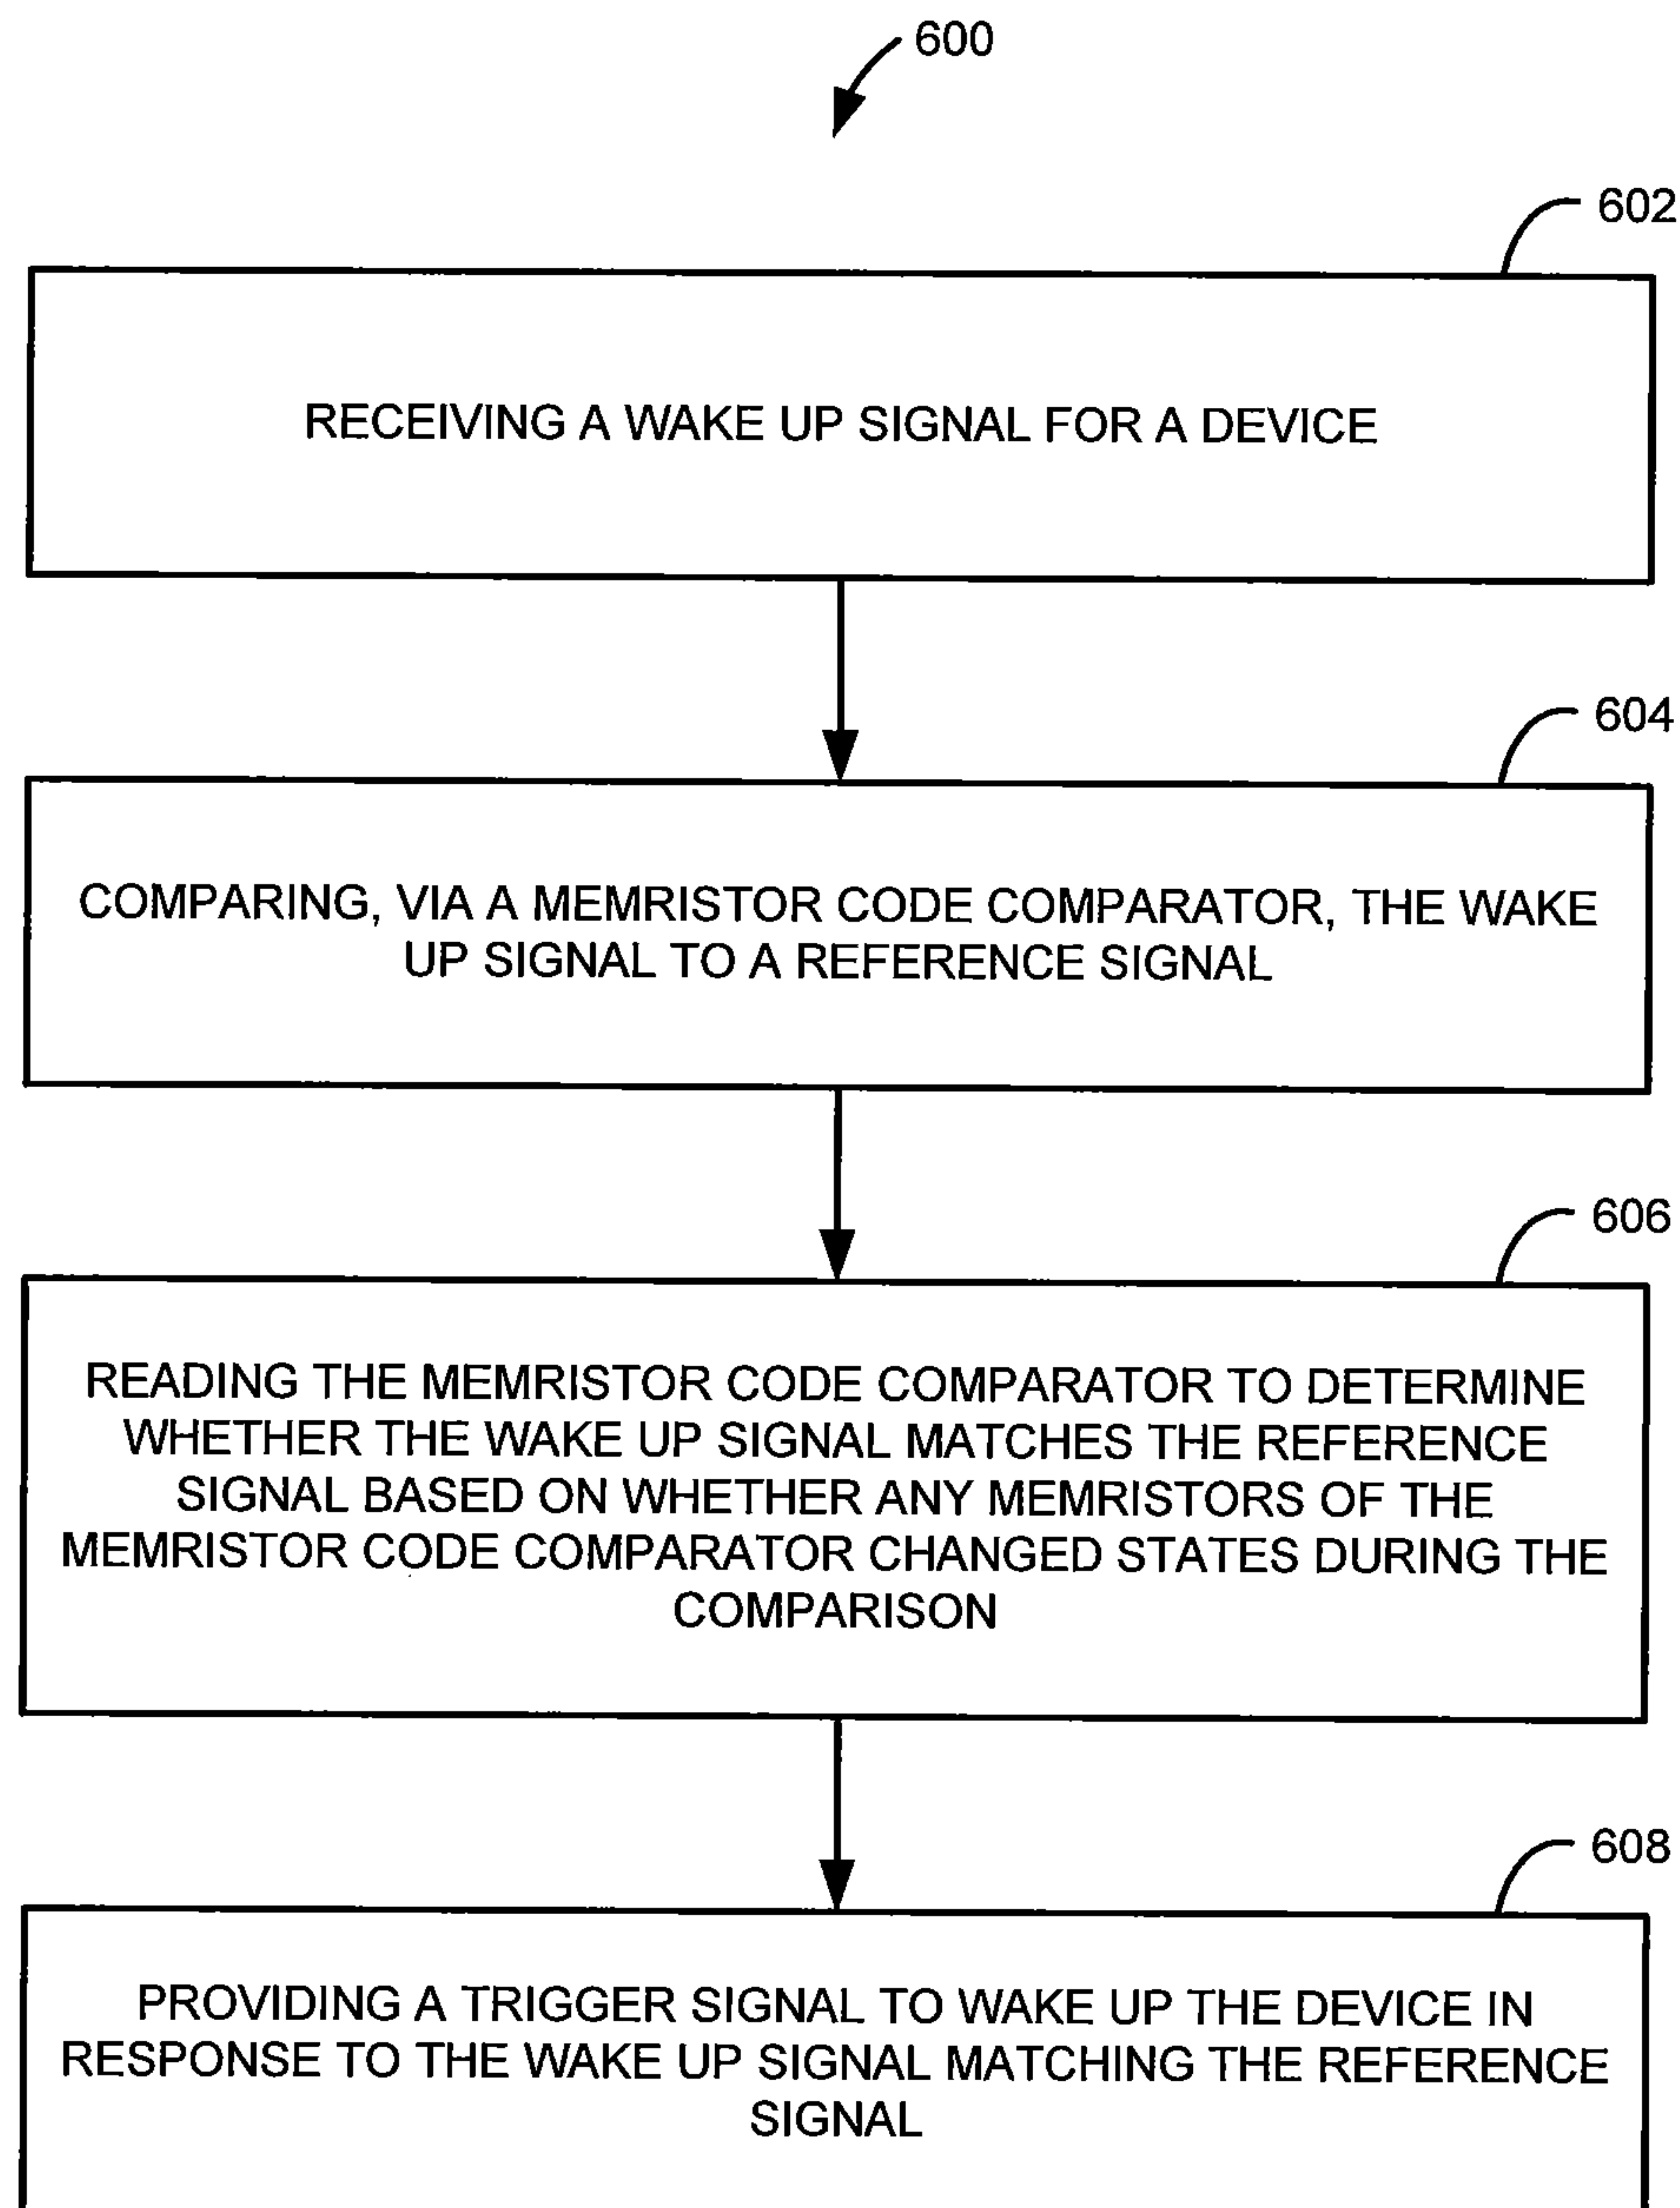 600
602
RECEIVING A WAKE UP SIGNAL FOR A DEVICE
604
COMPARING, VIA A MEMRISTOR CODE COMPARATOR, THE WAKE
UP SIGNAL TO A REFERENCE SIGNAL
606
READING THE MEMRISTOR CODE COMPARATOR TO DETERMINE
WHETHER THE WAKE UP SIGNAL MATCHES THE REFERENCE
SIGNAL BASED ON WHETHER ANY MEMRISTORS OF THE
MEMRISTOR CODE COMPARATOR CHANGED STATES DURING THE
COMPARISON
608
PROVIDING A TRIGGER SIGNAL TO WAKE UP THE DEVICE IN
RESPONSE TO THE WAKE UP SIGNAL MATCHING THE REFERENCE
SIGNAL